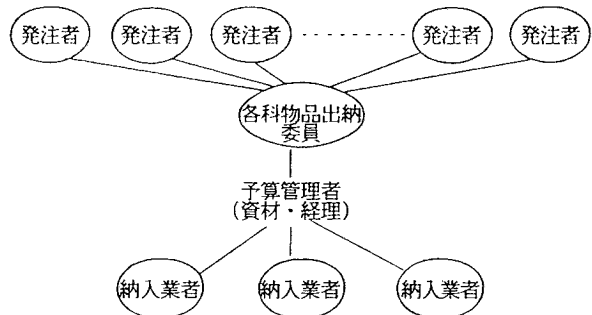 発注者 発注者 発注者 発注者 発注者
各科物品出納
委員
予算管理者
（資材・経理）
納入業者 納入業者 納入業者